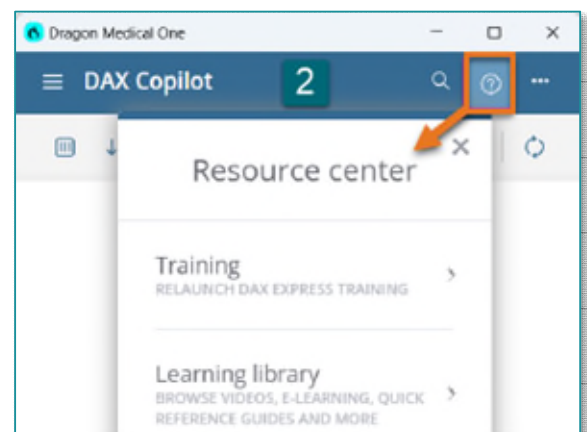 Dragon Medical One
DAX Copilot
2
Resource center
Training
RELAUNCH DAX EXPRESS TRAINING
Learning library
BROWSE VIDEOS, E-LEARNING, QUICK
REFERENCE GUIDES AND MORE